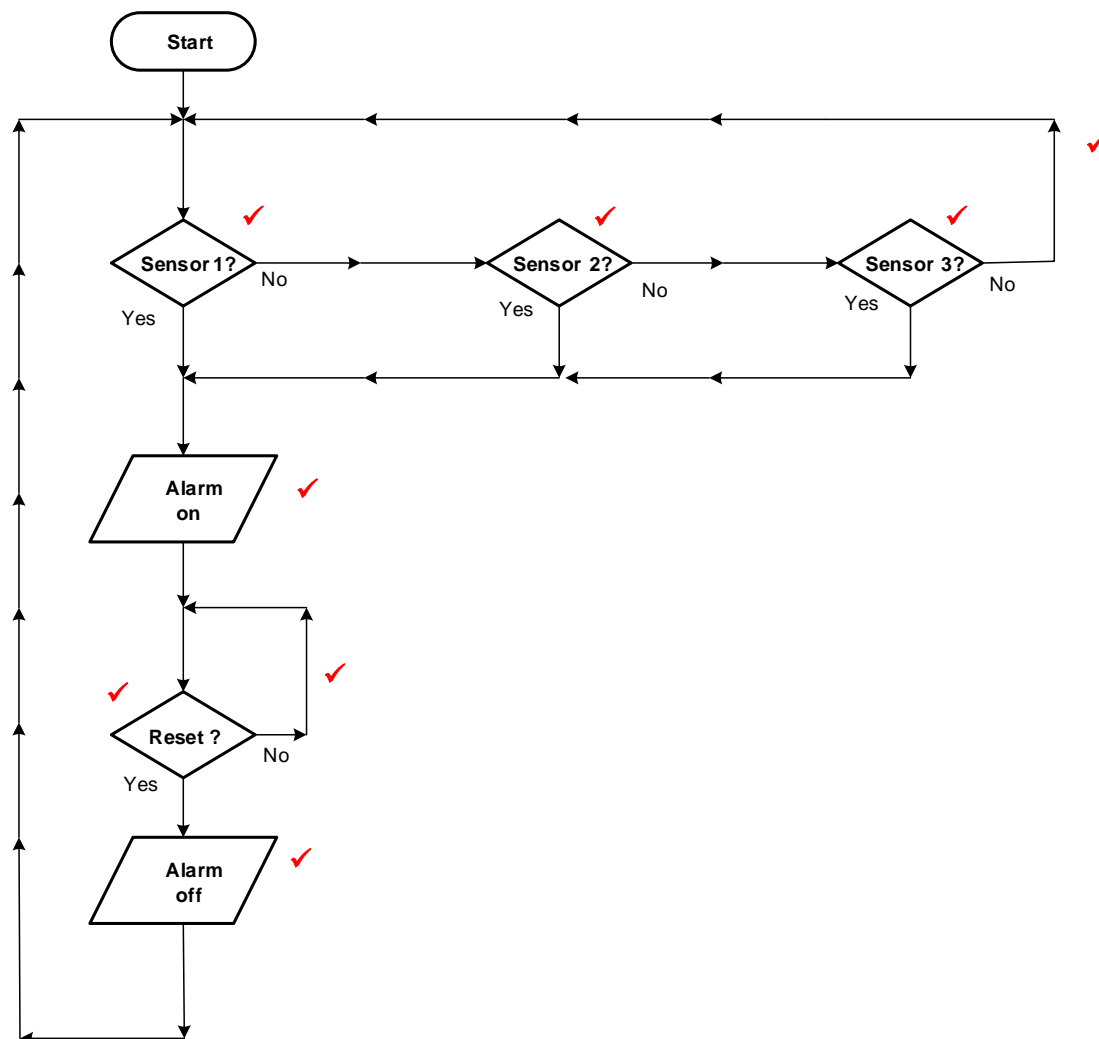 Start
Sensor 1?
No
Sensor 2?
No
Sensor 3?
No
Yes
Yes
Yes
Alarm
on
Reset ?
No
Yes
Alarm
off